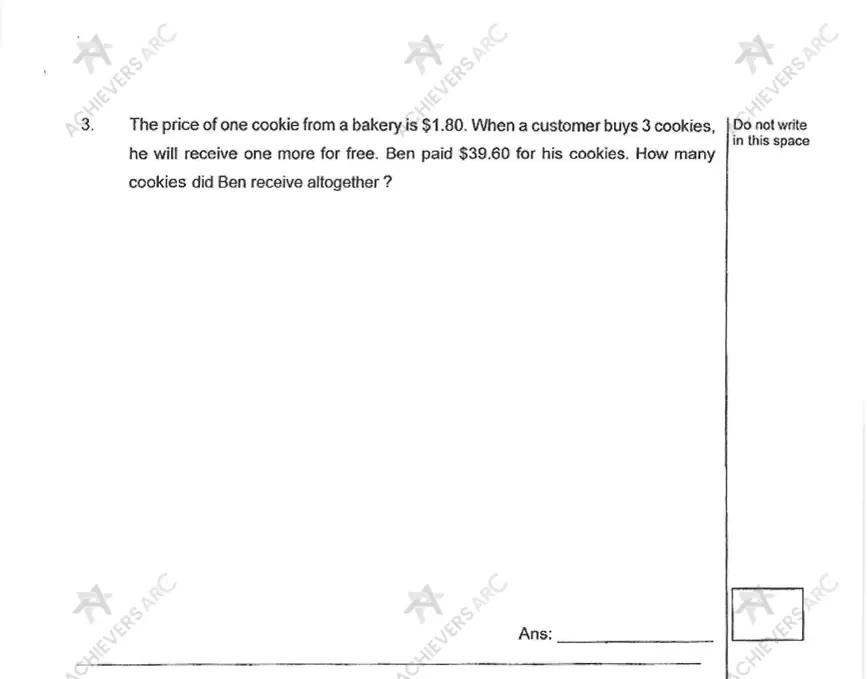 3. The price of one cookie from a bakery is $1.80. When a customer buys 3 cookies,
he will receive one more for free. Ben paid $39.60 for his cookies. How many
cookies did Ben receive altogether ?
Do not write
in this space
Ans:
ACHIEVERS ARC
ACHIEVERS ARC
ACHIEVERS ARC
ACHIEVERS ARC
ACHIEVERS ARC
ACHIEVERS ARC